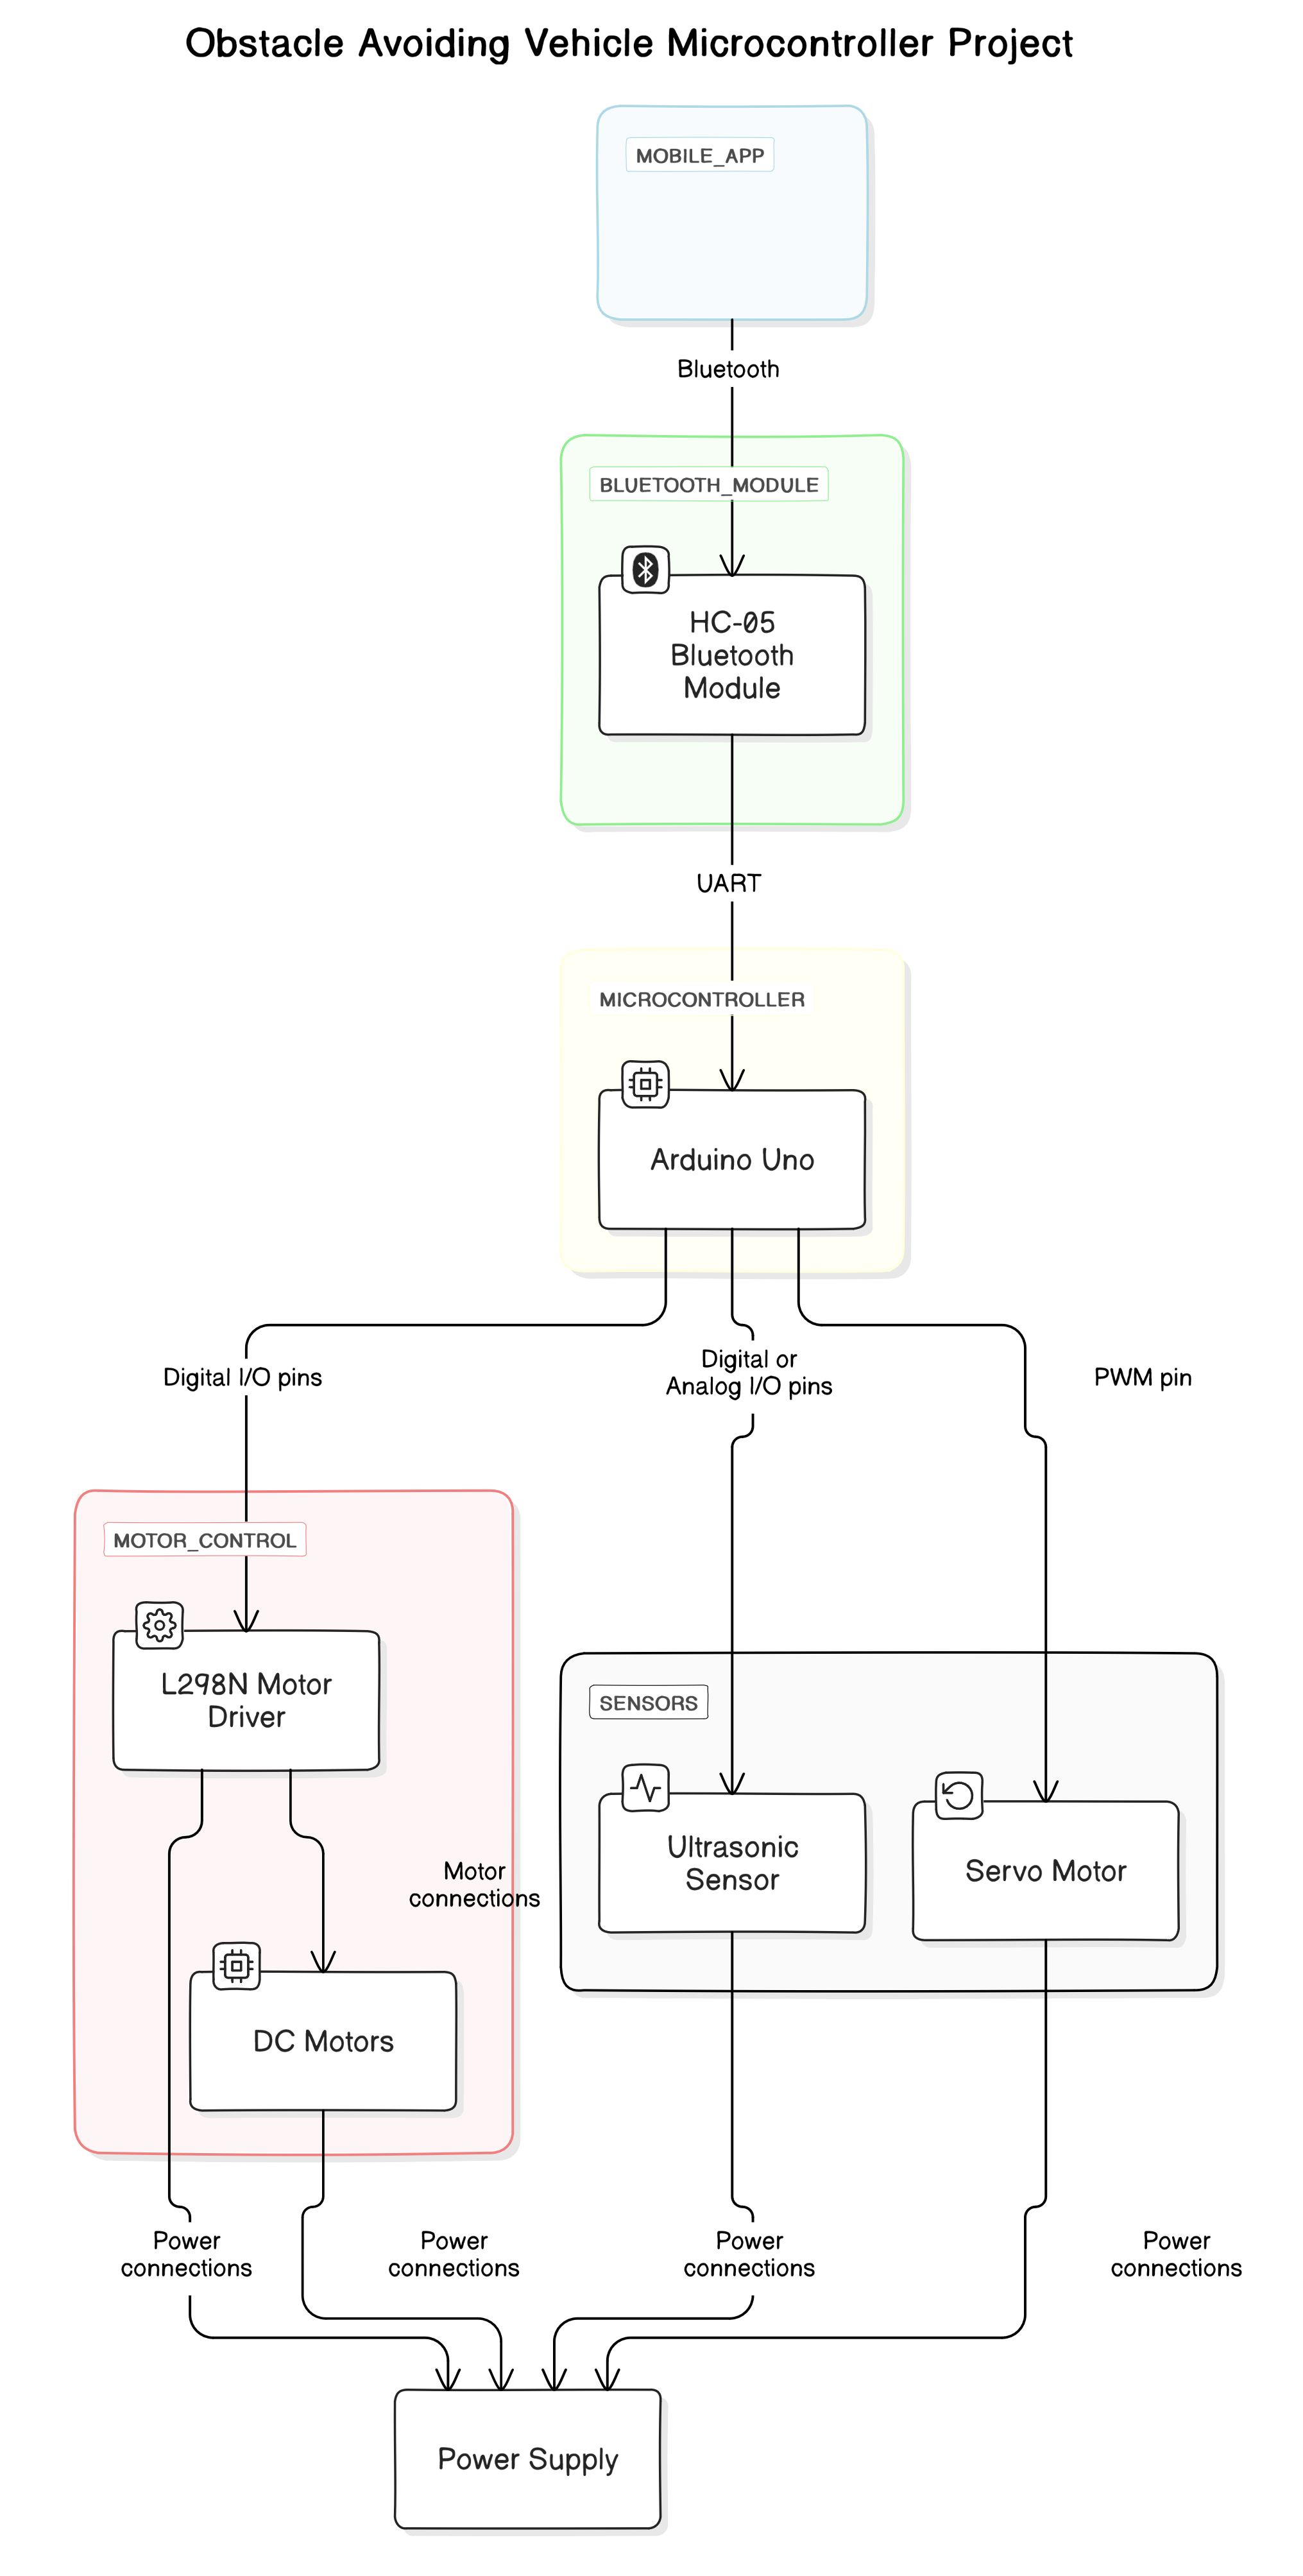 Obstacle Avoiding Vehicle Microcontroller Project
MOBILE_APP
Bluetooth
BLUETOOTH_MODULE
HC-05
Bluetooth
Module
UART
MICROCONTROLLER
Arduino Uno
Digital I/O pins
Digital or
Analog I/O pins
PWM pin
MOTOR_CONTROL
L298N Motor
Driver
SENSORS
Ultrasonic
Sensor
Servo Motor
Motor
connections
DC Motors
Power
connections
Power
connections
Power
connections
Power
connections
Power Supply